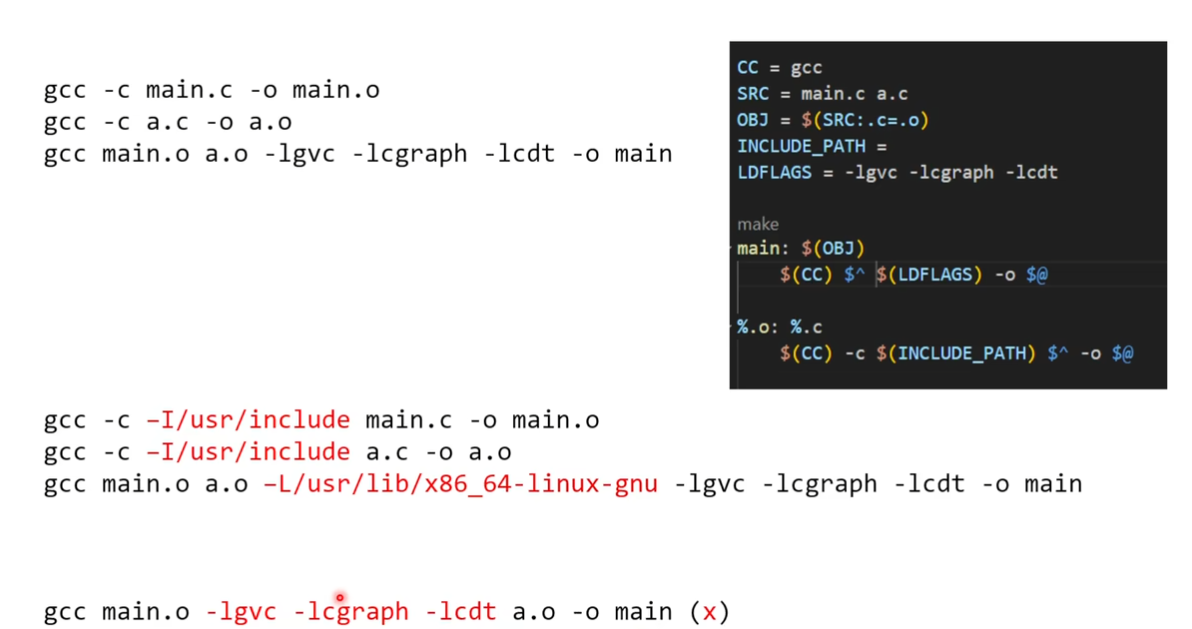 gcc -c main.c -o main.o
gcc -c a.c -o a.o
gcc main.o a.o -lgvc -lcgraph -lcdt -o main
CC = gcc
SRC = main.c a.c
OBJ = $(SRC:.c=.o)
INCLUDE_PATH =
LDFLAGS = -lgvc -lcgraph -lcdt
make
main: $(OBJ)
$(CC) $^ $(LDFLAGS) -o $@
%.o: %.c
$(CC) -c $(INCLUDE_PATH) $^ -o $@
gcc -c –I/usr/include main.c -o main.o
gcc -c –I/usr/include a.c -o a.o
gcc main.o a.o –L/usr/lib/x86_64-linux-gnu -lgvc -lcgraph -lcdt -o main
gcc main.o -lgvc -lcgraph -lcdt a.o -o main (x)